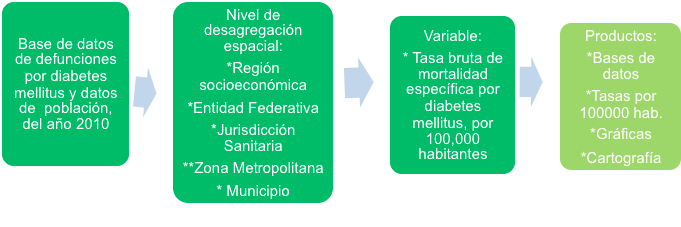 Base de datos
de defunciones
por diabetes
mellitus y datos
de población,
del año 2010
Nivel de
desagregación
espacial:
*Región
socioeconómica
*Entidad Federativa
*Jurisdicción
Sanitaria
**Zona Metropolitana
* Municipio
Variable:
* Tasa bruta de
mortalidad
específica por
diabetes
mellitus, por
100,000
habitantes
Productos:
*Bases de
datos
*Tasas por
100000 hab.
*Gráficas
*Cartografía